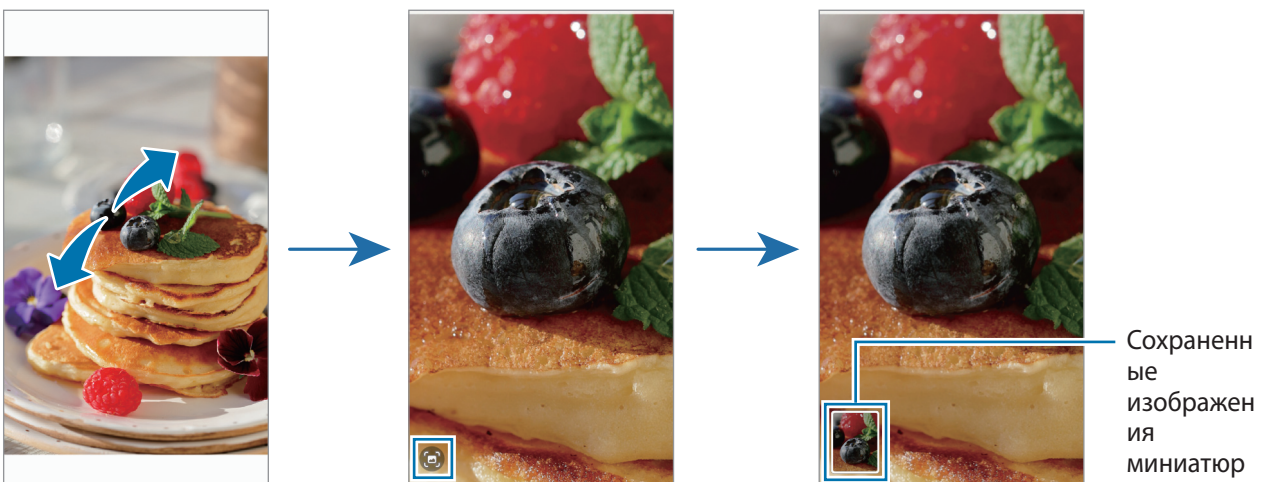 Сохраненн
ые
изображен
ия
миниатюр